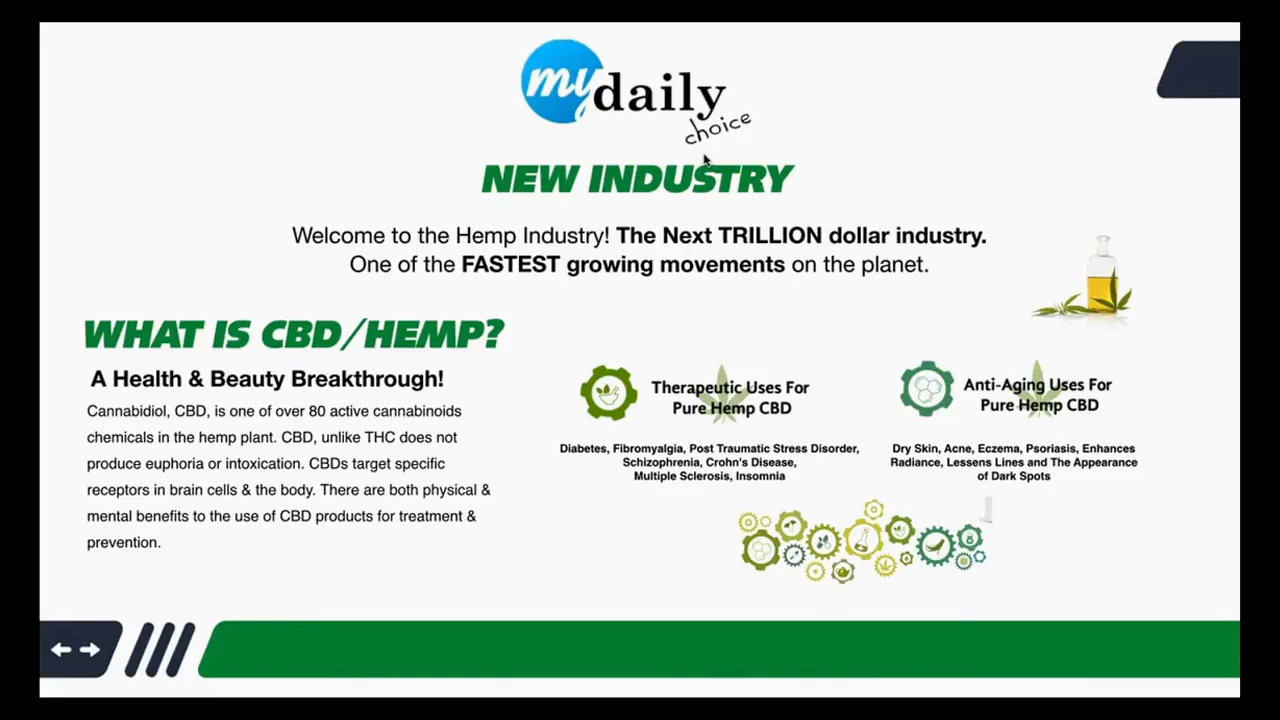 my daily
choice
NEW INDUSTRY
Welcome to the Hemp Industry! The Next TRILLION dollar industry.
One of the FASTEST growing movements on the planet.
WHAT IS CBD/HEMP?
A Health & Beauty Breakthrough!
Cannabidiol, CBD, is one of over 80 active cannabinoids
chemicals in the hemp plant. CBD, unlike THC does not
produce euphoria or intoxication. CBDs target specific
receptors in brain cells & the body. There are both physical &
mental benefits to the use of CBD products for treatment &
prevention.
Therapeutic Uses For
Pure Hemp CBD
Diabetes, Fibromyalgia, Post Traumatic Stress Disorder,
Schizophrenia, Crohn's Disease,
Multiple Sclerosis, Insomnia
Anti-Aging Uses For
Pure Hemp CBD
Dry Skin, Acne, Eczema, Psoriasis, Enhances
Radiance, Lessens Lines and The Appearance
of Dark Spots